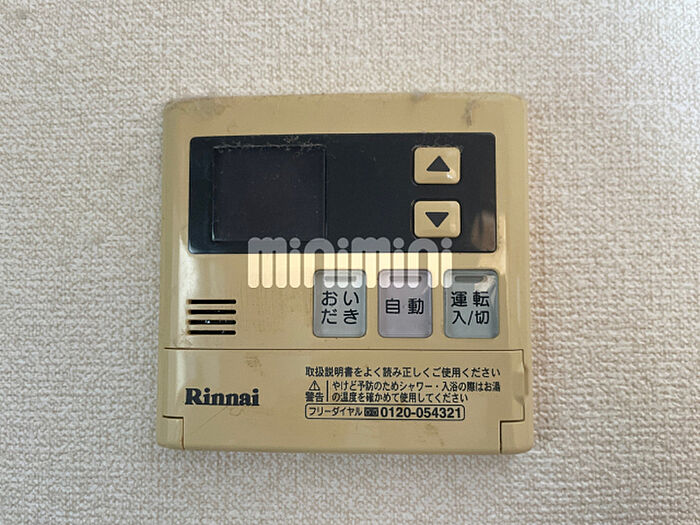 ▲
▼
minimini
おい
だき
自動
運転
入/切
取扱説明書をよく読み正しくご使用ください
Rinnai
警告
やけど予防のためシャワー・入浴の際はお湯
の温度を確かめて使用してください
フリーダイヤル 0120-054321